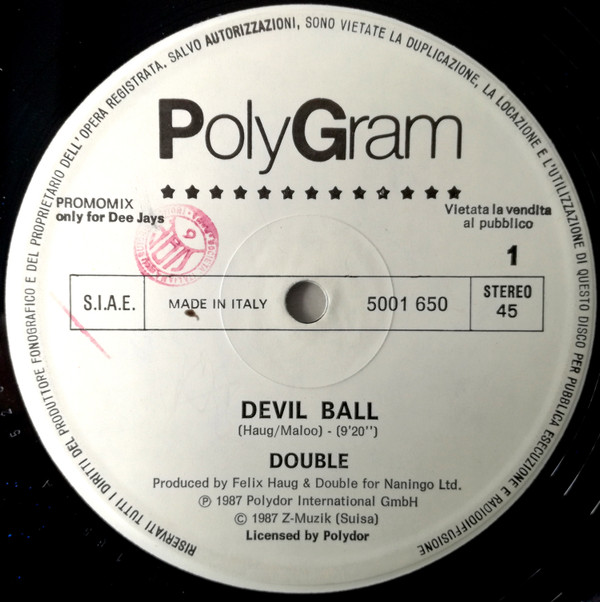 RISERVATI TUTTI I DIRITTI DEL PRODUTTORE FONOGRAFICO E DEL PROPRIETARIO DELL'OPERA REGISTRATA. SALVO AUTORIZZAZIONI, SONO VIETATE LA DUPLICAZIONE, LA LOCAZIONE E L'UTILIZZAZIONE DI QUESTO DISCO PER PUBBLICA ESECUZIONE E RADIODIFFUSIONE
PolyGram
PROMOMIX
only for Dee Jays
Vietata la vendita
al pubblico
1
S.I.A.E.
MADE IN ITALY
5001 650
STEREO
45
DEVIL BALL
(Haug/Maloo) - (9'20'')
DOUBLE
Produced by Felix Haug & Double for Naningo Ltd.
℗ 1987 Polydor International GmbH
© 1987 Z-Muzik (Suisa)
Licensed by Polydor